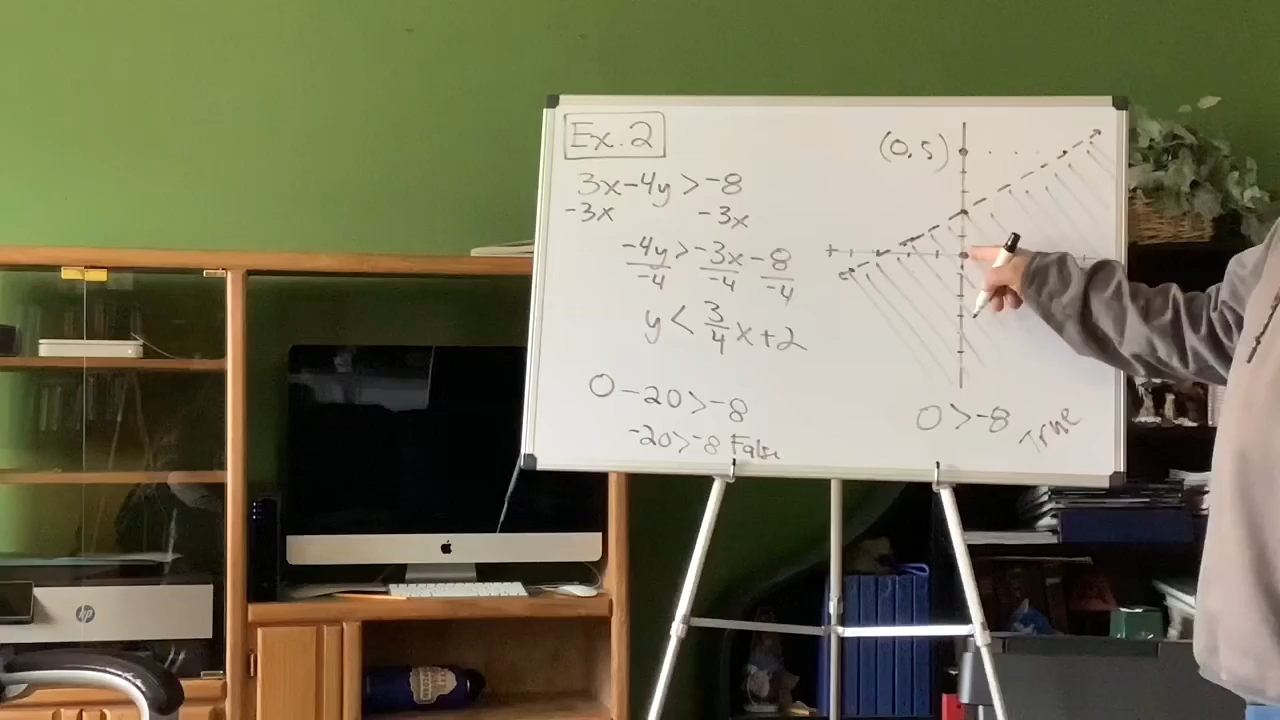 Ex. 2
(0,5)
3x-4y > -8
-3x -3x
-4y > -3x - 8
-4 -4 -4
y < 3/4 x + 2
0 - 20 > -8
-20 > -8 False
0 > -8 True
hp